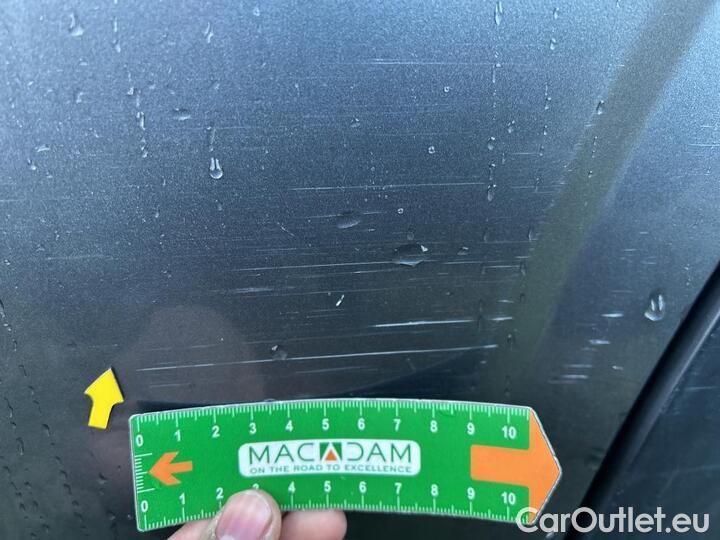 0 1 2 3 4 5 6 7 8 9 10
MACADAM
ON THE ROAD TO EXCELLENCE
0 1 2 4 5 6 7 8 9 10
CarOutlet.eu